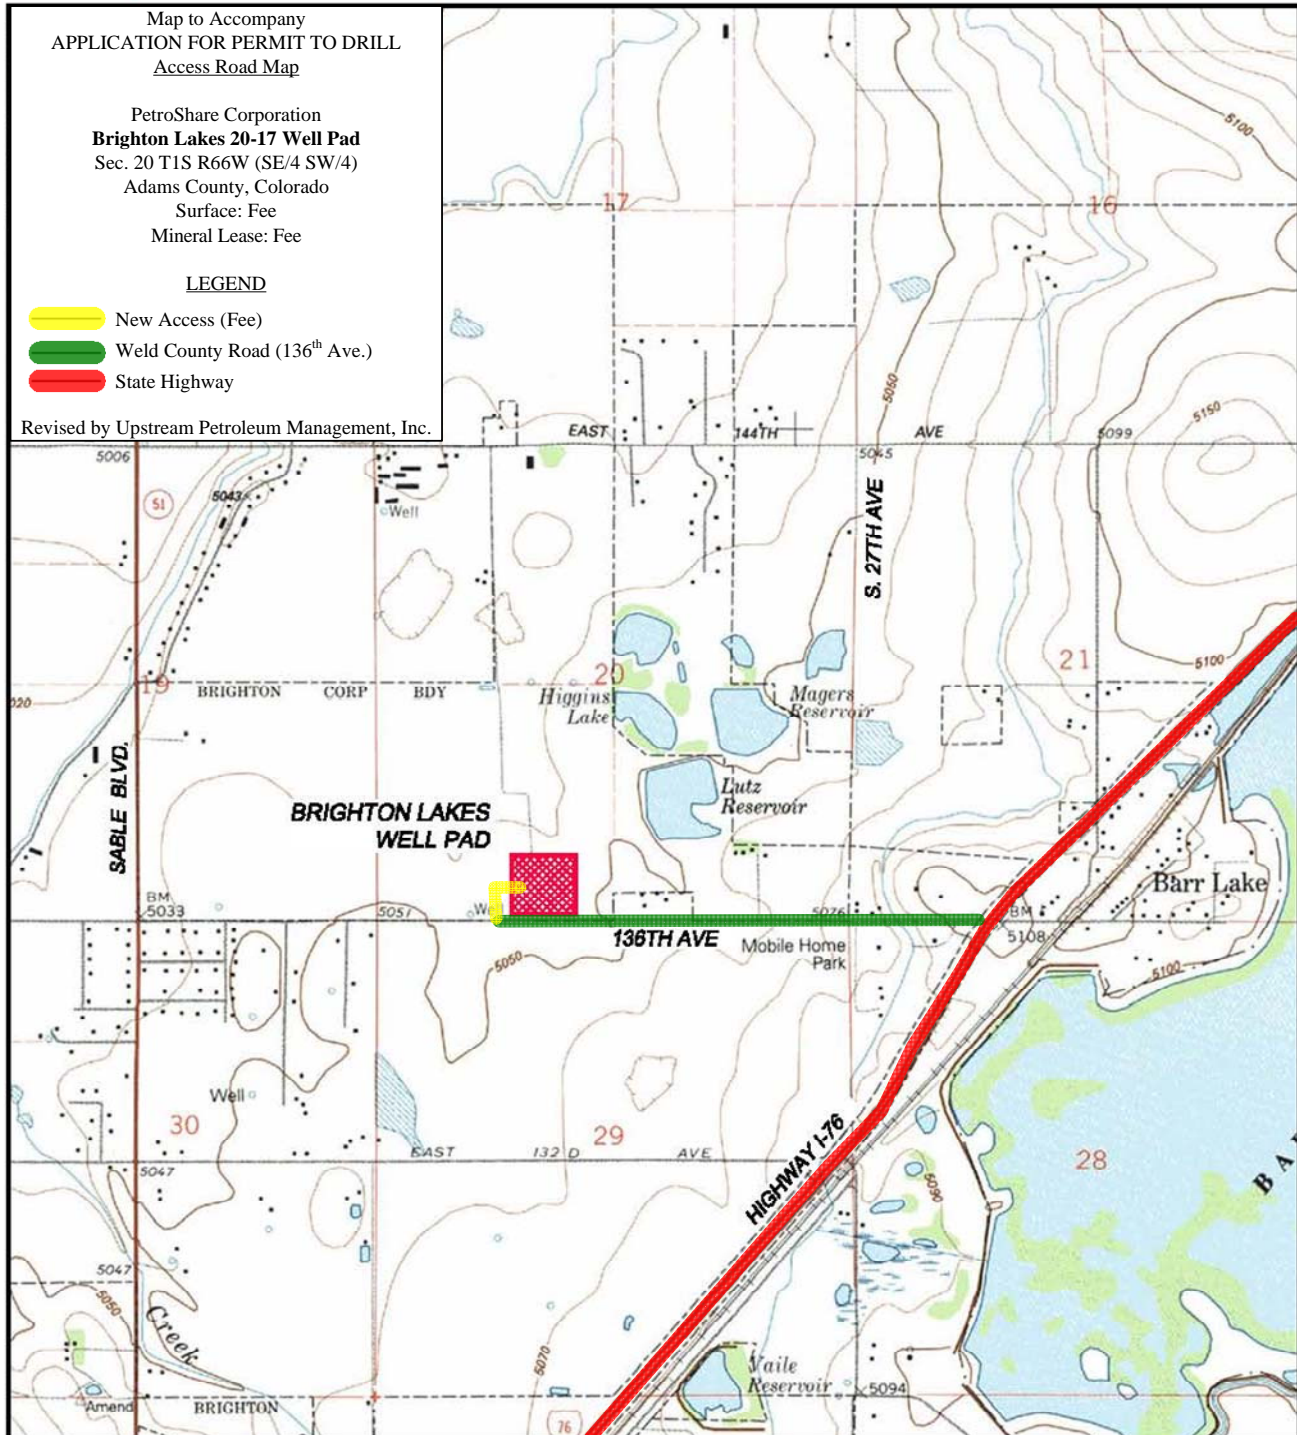 Map to Accompany
APPLICATION FOR PERMIT TO DRILL
Access Road Map
PetroShare Corporation
Brighton Lakes 20-17 Well Pad
Sec. 20 T1S R66W (SE/4 SW/4)
Adams County, Colorado
Surface: Fee
Mineral Lease: Fee
LEGEND
New Access (Fee)
Weld County Road (136th Ave.)
State Highway
Revised by Upstream Petroleum Management, Inc.
5100
17
16
5050
5150
EAST 144TH AVE
5099
5006
5045
51
5043
Well
S. 27TH AVE
19
BRIGHTON CORP BDY
20
21
5100
Higgins
Lake
Magers
Reservoir
SABLE BLVD.
Lutz
Reservoir
BRIGHTON LAKES
WELL PAD
Barr Lake
BM
5033
5051
Well
5076
BM
5108
136TH AVE
Mobile Home
Park
5050
5100
Well
30
29
28
EAST 132 D AVE
5047
HIGHWAY I-76
5090
BA
5047
5050
Creek
5070
Vaile
Reservoir
5094
Amend
BRIGHTON
76